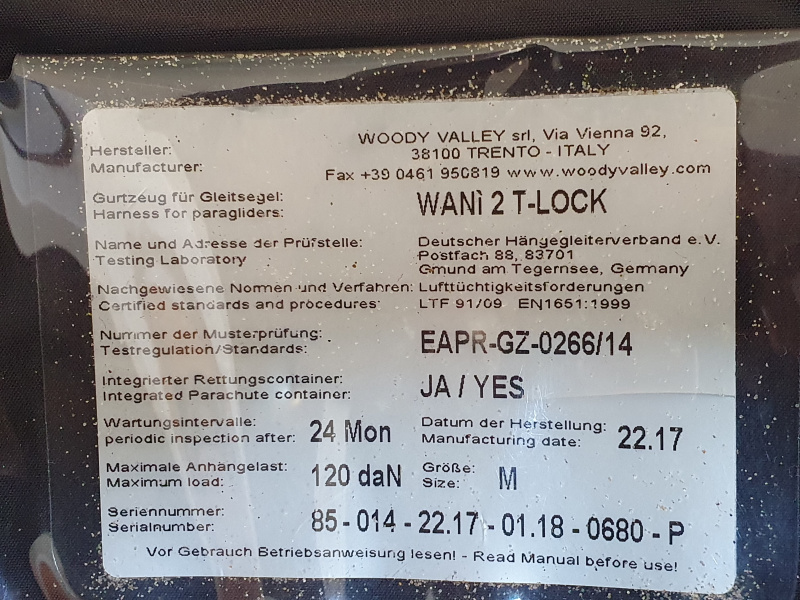 Hersteller:
Manufacturer:
WOODY VALLEY srl, Via Vienna 92,
38100 TRENTO - ITALY
Fax +39 0461 950819 www.woodyvalley.com
Gurtzeug für Gleitsegel:
Harness for paragliders:
WANÌ 2 T-LOCK
Name und Adresse der Prüfstelle:
Testing Laboratory
Deutscher Hängegleiterverband e.V.
Postfach 88, 83701
Gmund am Tegernsee, Germany
Nachgewiesene Normen und Verfahren: Lufttüchtigkeitsforderungen
Certified standards and procedures: LTF 91/09 EN1651:1999
Nummer der Musterprüfung:
Testregulation/Standards:
EAPR-GZ-0266/14
Integrierter Rettungscontainer:
Integrated Parachute container:
JA / YES
Wartungsintervalle:
periodic inspection after:
24 Mon
Datum der Herstellung:
Manufacturing date:
22.17
Maximale Anhängelast:
Maximum load:
120 daN
Größe:
Size:
M
Seriennummer:
Serialnumber:
85 - 014 - 22.17 - 01.18 - 0680 - P
Vor Gebrauch Betriebsanweisung lesen! - Read Manual before use!